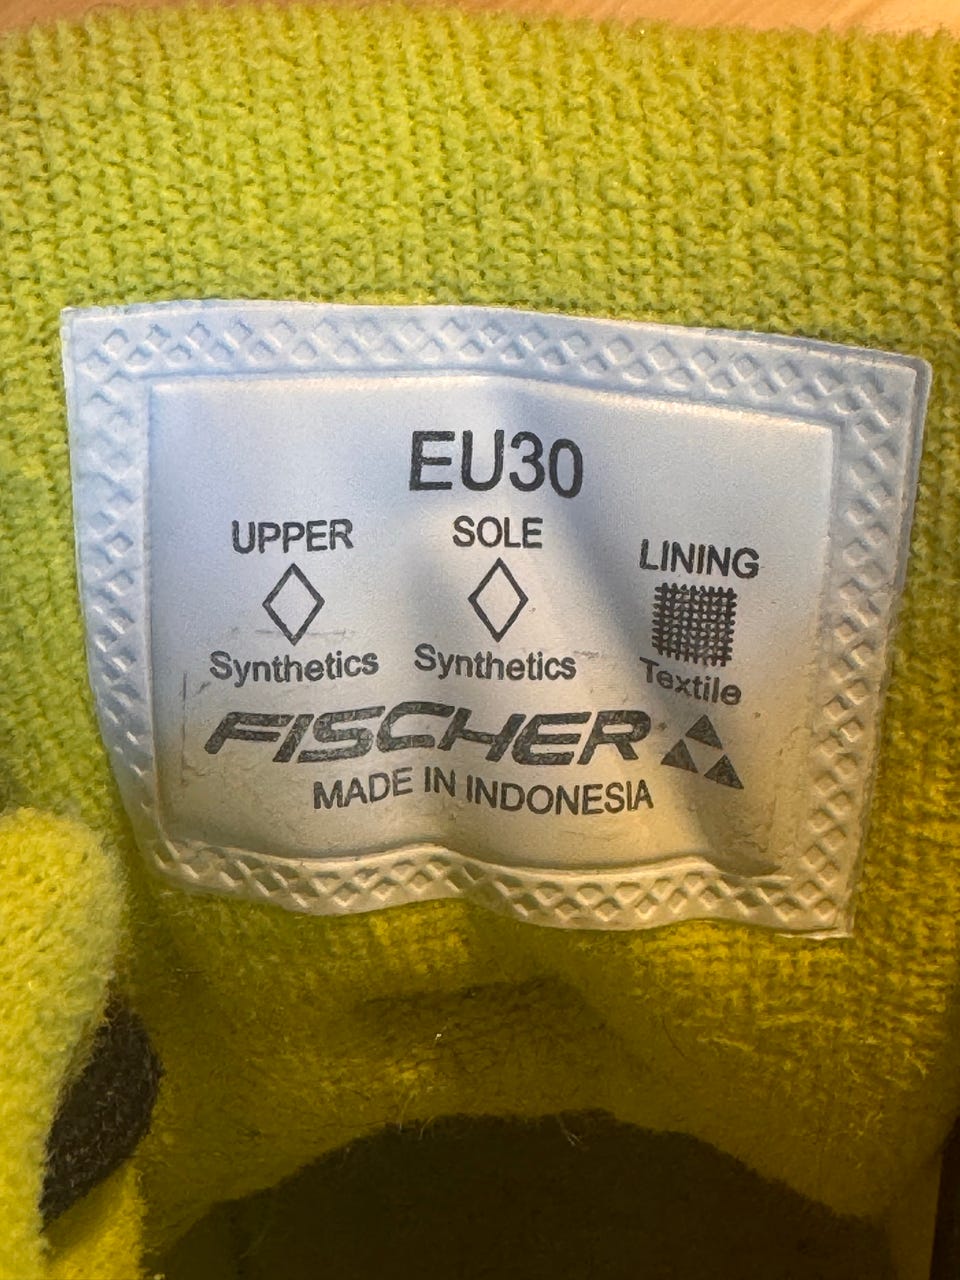 EU30
UPPER SOLE LINING
Synthetics Synthetics Textile
FISCHER
MADE IN INDONESIA